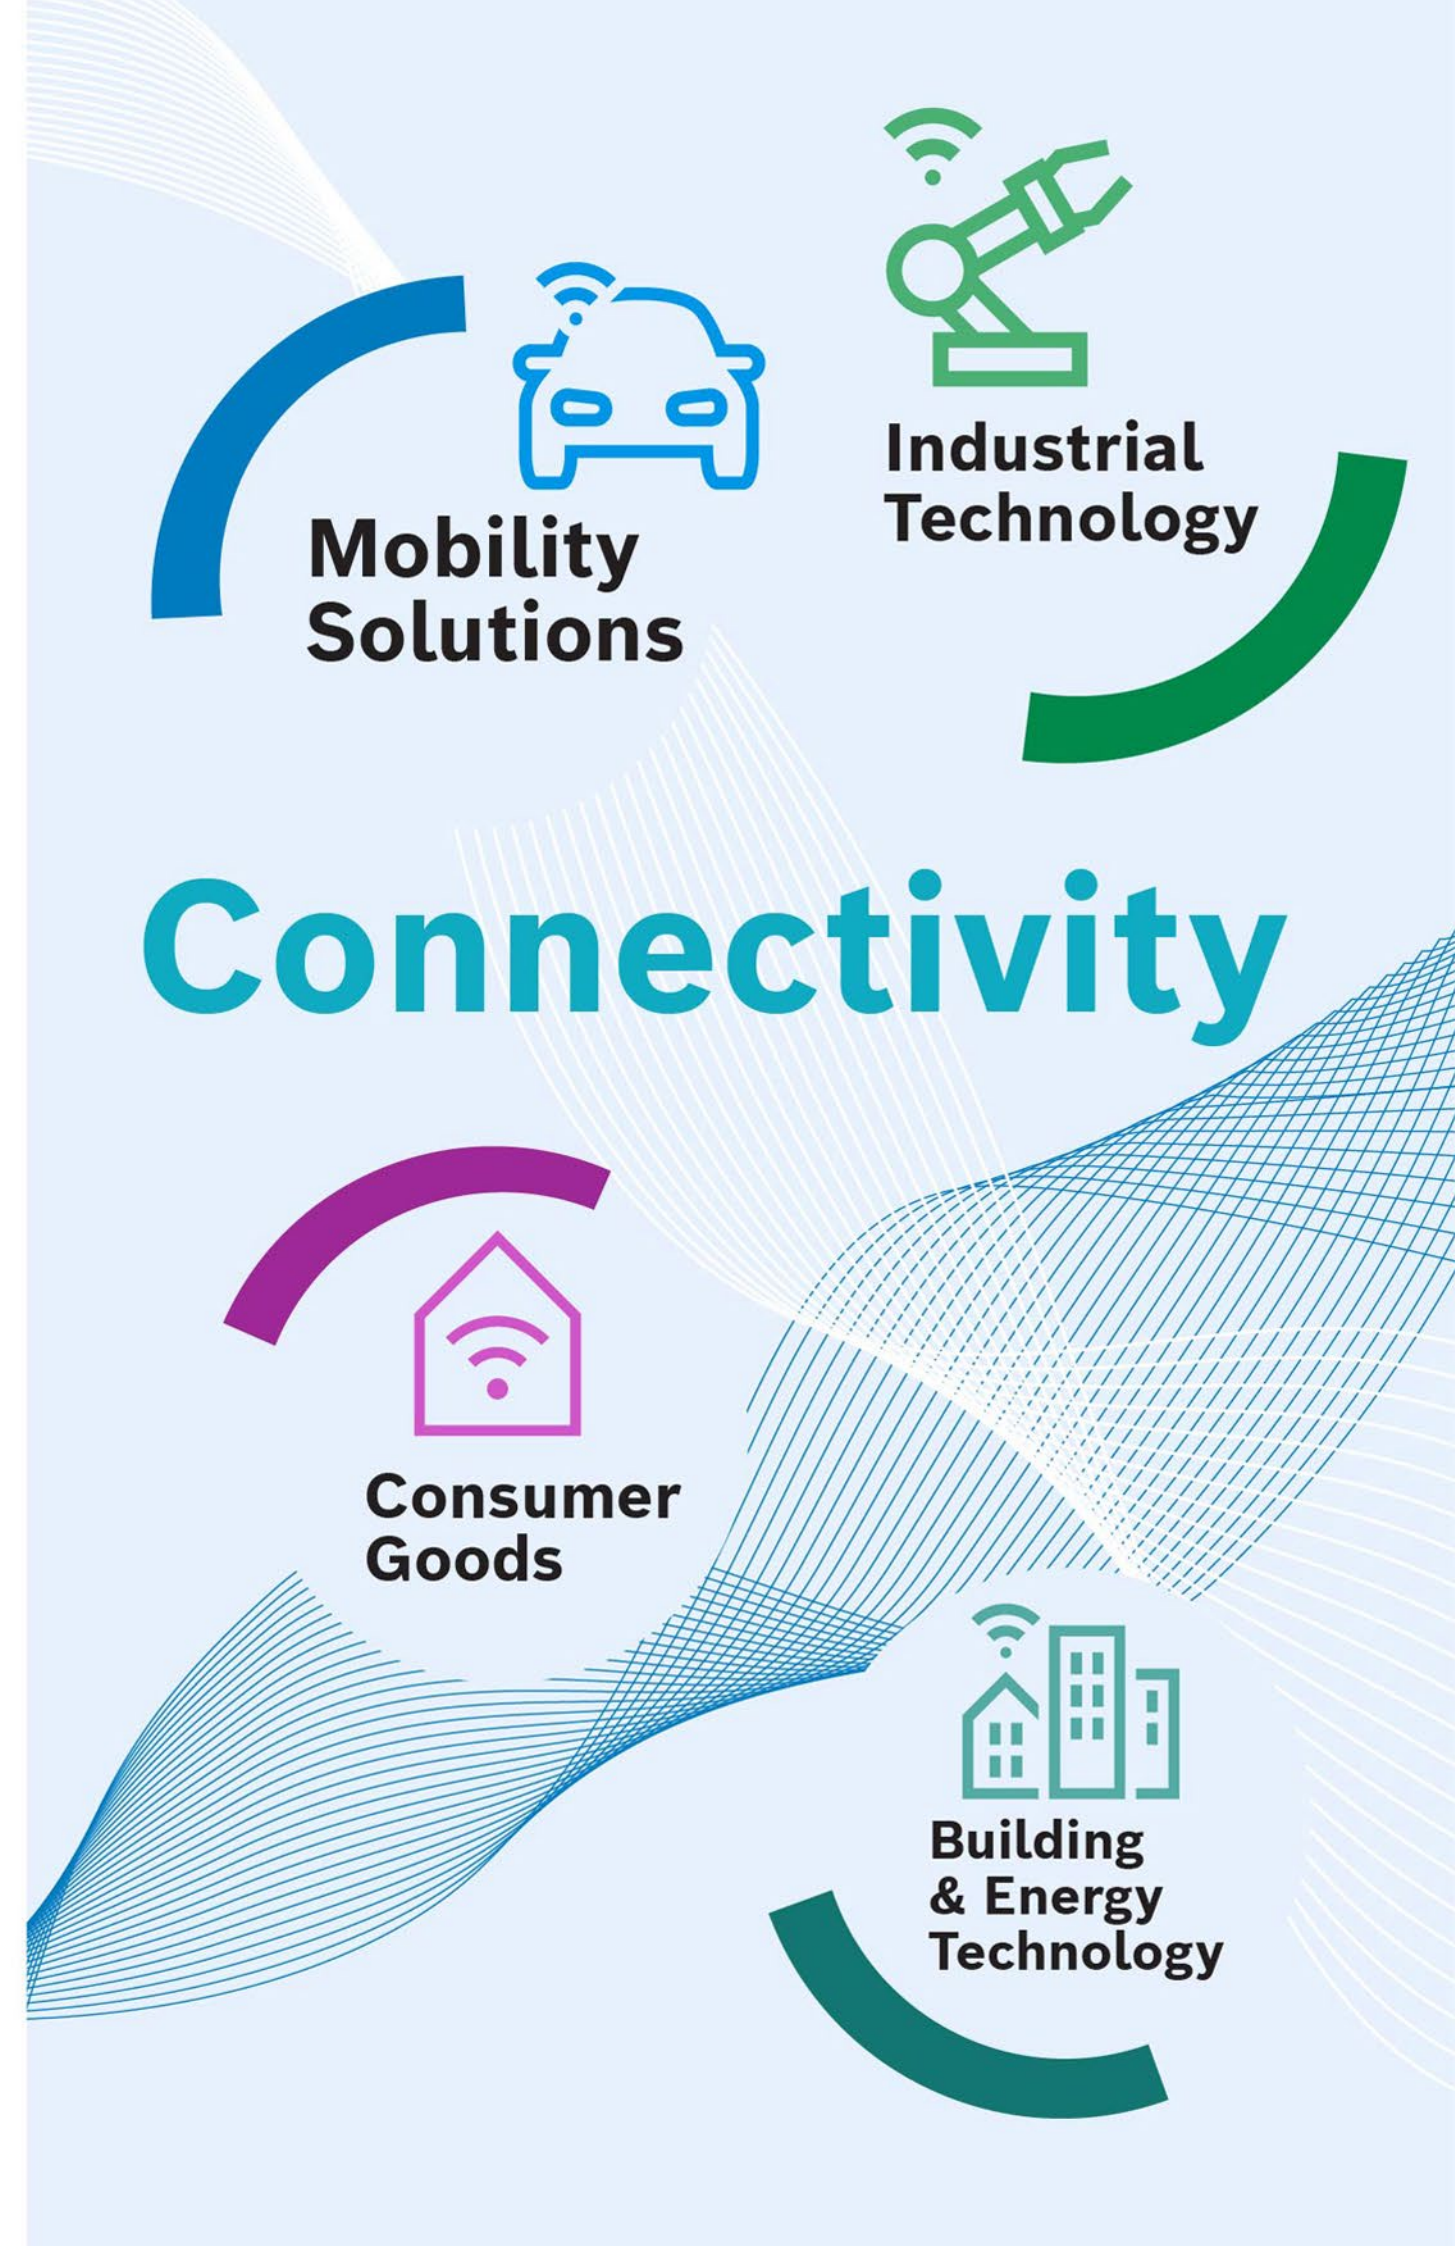 Mobility
Solutions
Industrial
Technology
Connectivity
Consumer
Goods
Building
& Energy
Technology